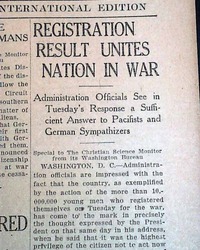 INTERNATIONAL EDITION
REGISTRATION
RESULT UNITES
NATION IN WAR
Administration Officials See in
Tuesday's Response a Suffi-
cient Answer to Pacifists and
German Sympathizers
Special to The Christian Science Monitor
from its Washington Bureau
WASHINGTON, D. C.—Administra-
tion officials are impressed with the
fact that the country, as exemplified
by the action of the more than 10,-
000,000 young men who registered
themselves on Tuesday for the war,
has come to the mark in precisely
the thought expressed by the Presi-
dent on that same day in his address,
when he said that it was the highest
privilege of the citizen not to act now